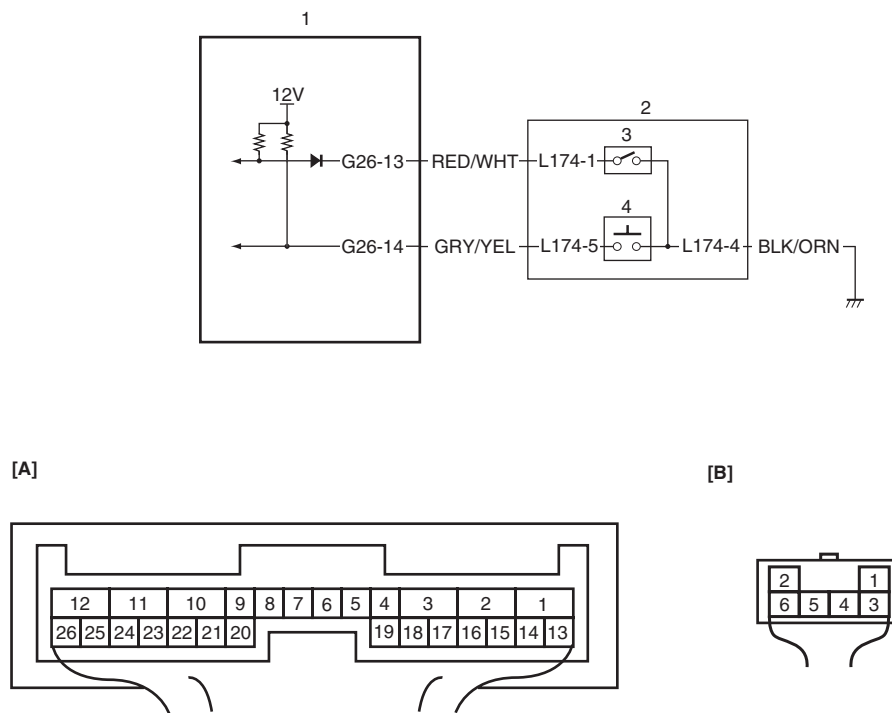 1
12V
2
3
G26-13 RED/WHT L174-1
4
G26-14 GRY/YEL L174-5 L174-4 BLK/ORN
[A] [B]
12 11 10 9 8 7 6 5 4 3 2 1
26 25 24 23 22 21 20 19 18 17 16 15 14 13
2 1
6 5 4 3